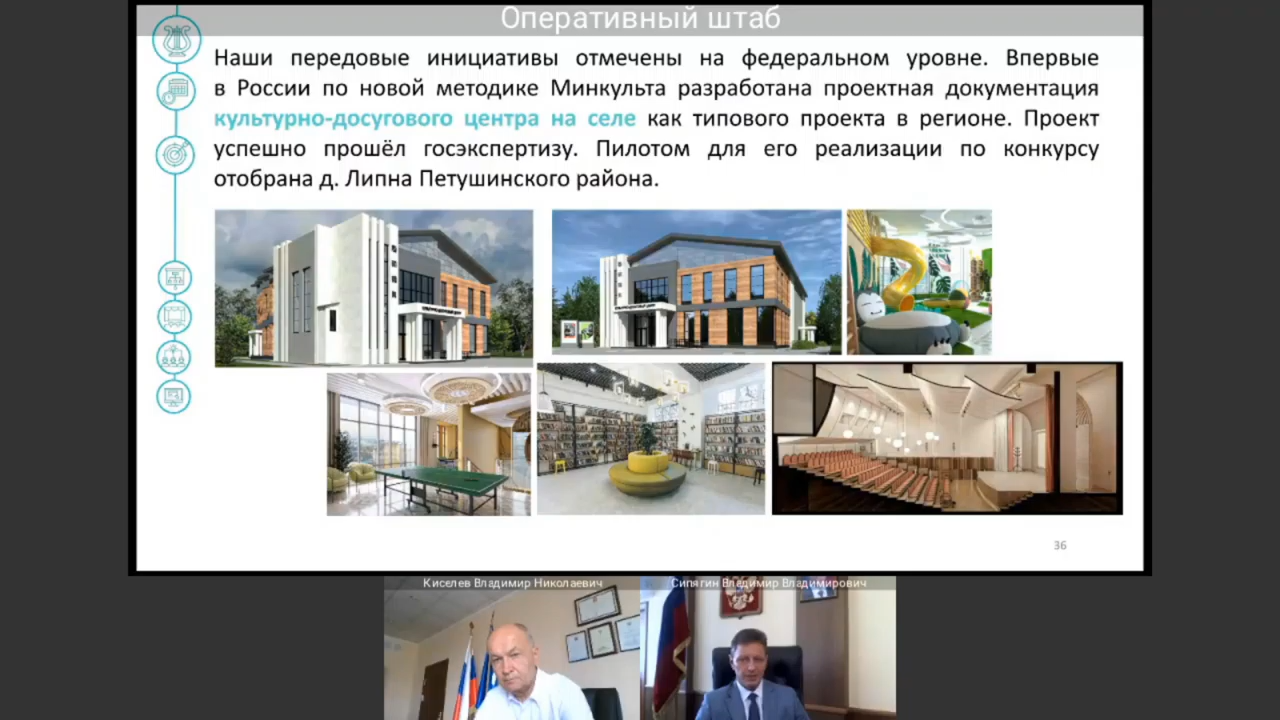 Оперативный штаб
Наши передовые инициативы отмечены на федеральном уровне. Впервые
в России по новой методике Минкульта разработана проектная документация
культурно-досугового центра на селе как типового проекта в регионе. Проект
успешно прошёл госэкспертизу. Пилотом для его реализации по конкурсу
отобрана д. Липна Петушинского района.
36
Киселев Владимир Николаевич
Сипягин Владимир Владимирович